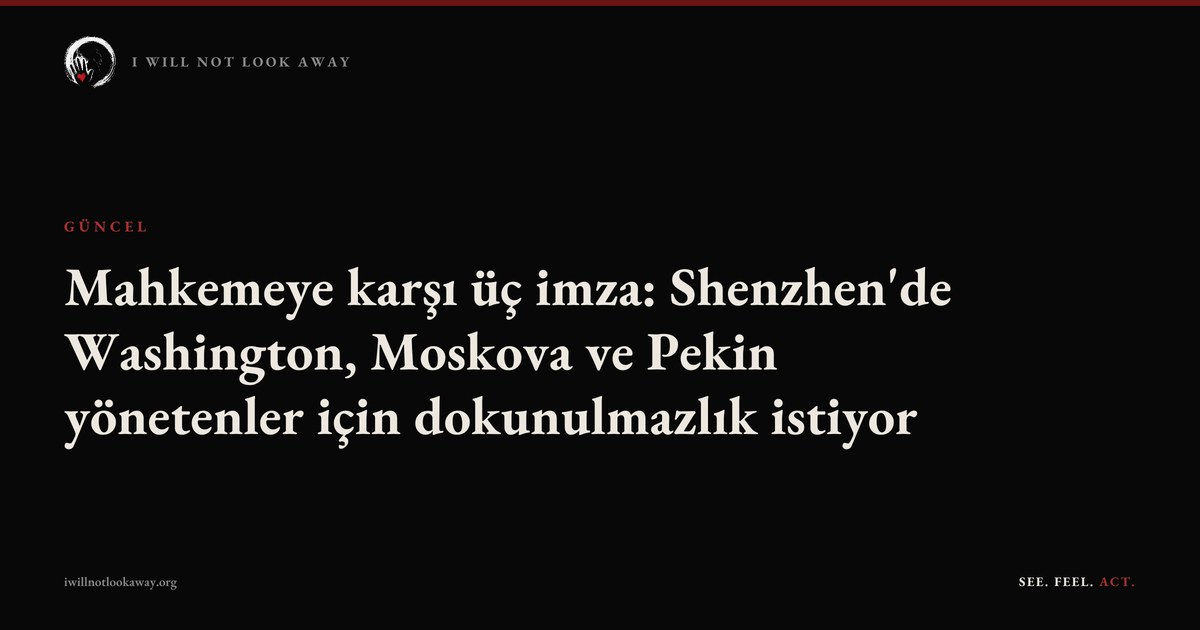 I WILL NOT LOOK AWAY
GÜNCEL
Mahkemeye karşı üç imza: Shenzhen'de
Washington, Moskova ve Pekin
yönetenler için dokunulmazlık istiyor
iwillnotlookaway.org
SEE. FEEL. ACT.